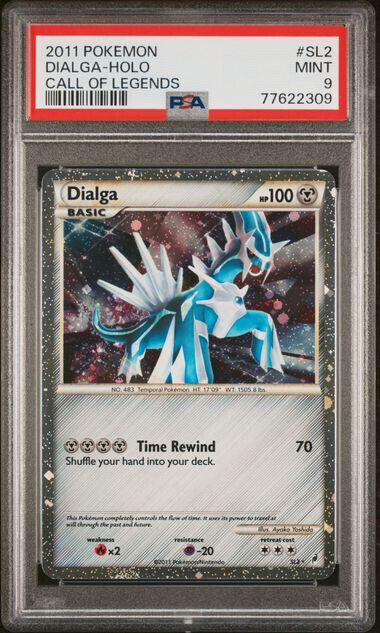 2011 POKEMON #SL2
DIALGA-HOLO MINT
CALL OF LEGENDS 9
PSA 77622309
Dialga HP100
BASIC
NO. 483 Temporal Pokémon. HT: 17'09" WT: 1505.8 lbs.
Time Rewind 70
Shuffle your hand into your deck.
This Pokémon completely controls the flow of time. It uses its power to travel at
will through the past and future.
Illus. Ayaka Yoshida
weakness resistance retreat cost
x2 -20
©2011 Pokémon/Nintendo SL2
PSA